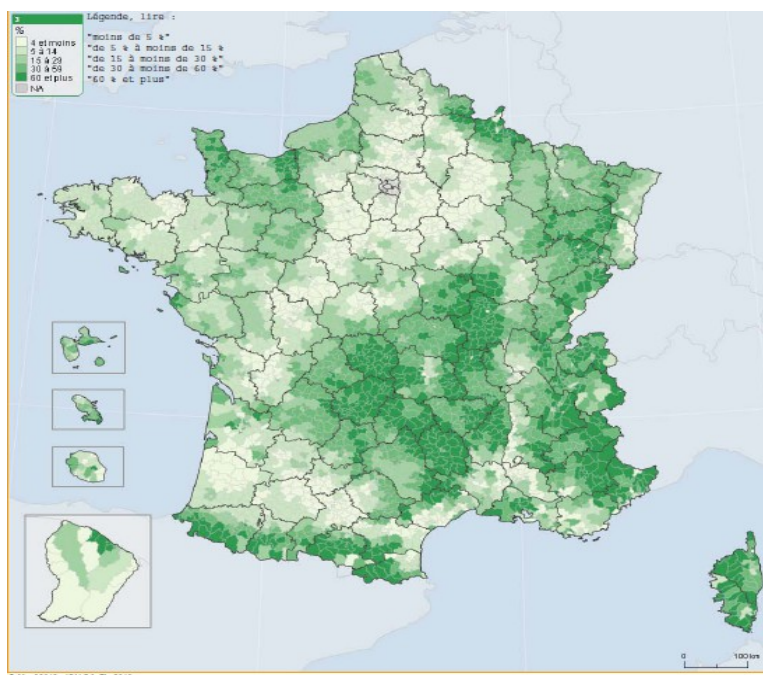 3
Légende, lire :
%
4 et moins
"moins de 5 %"
5 à 14
"de 5 % à moins de 15 %
15 à 29
"de 15 à moins de 30 %"
30 à 59
"de 30 à moins de 60 %"
60 et plus
"60 % et plus"
NA
0
100 km